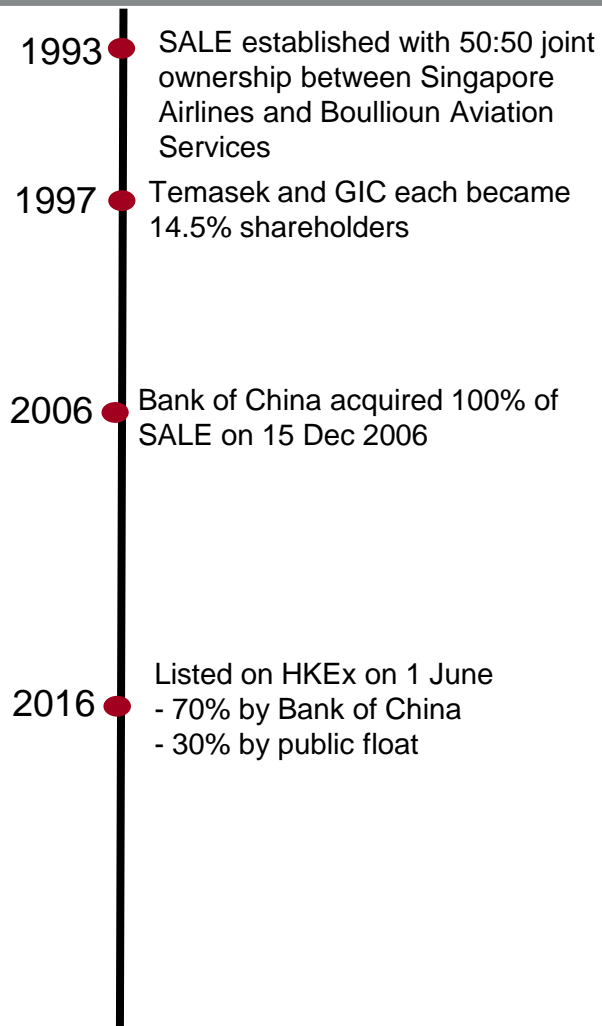 1993
SALE established with 50:50 joint
ownership between Singapore
Airlines and Boullioun Aviation
Services
1997
Temasek and GIC each became
14.5% shareholders
2006
Bank of China acquired 100% of
SALE on 15 Dec 2006
2016
Listed on HKEx on 1 June
- 70% by Bank of China
- 30% by public float